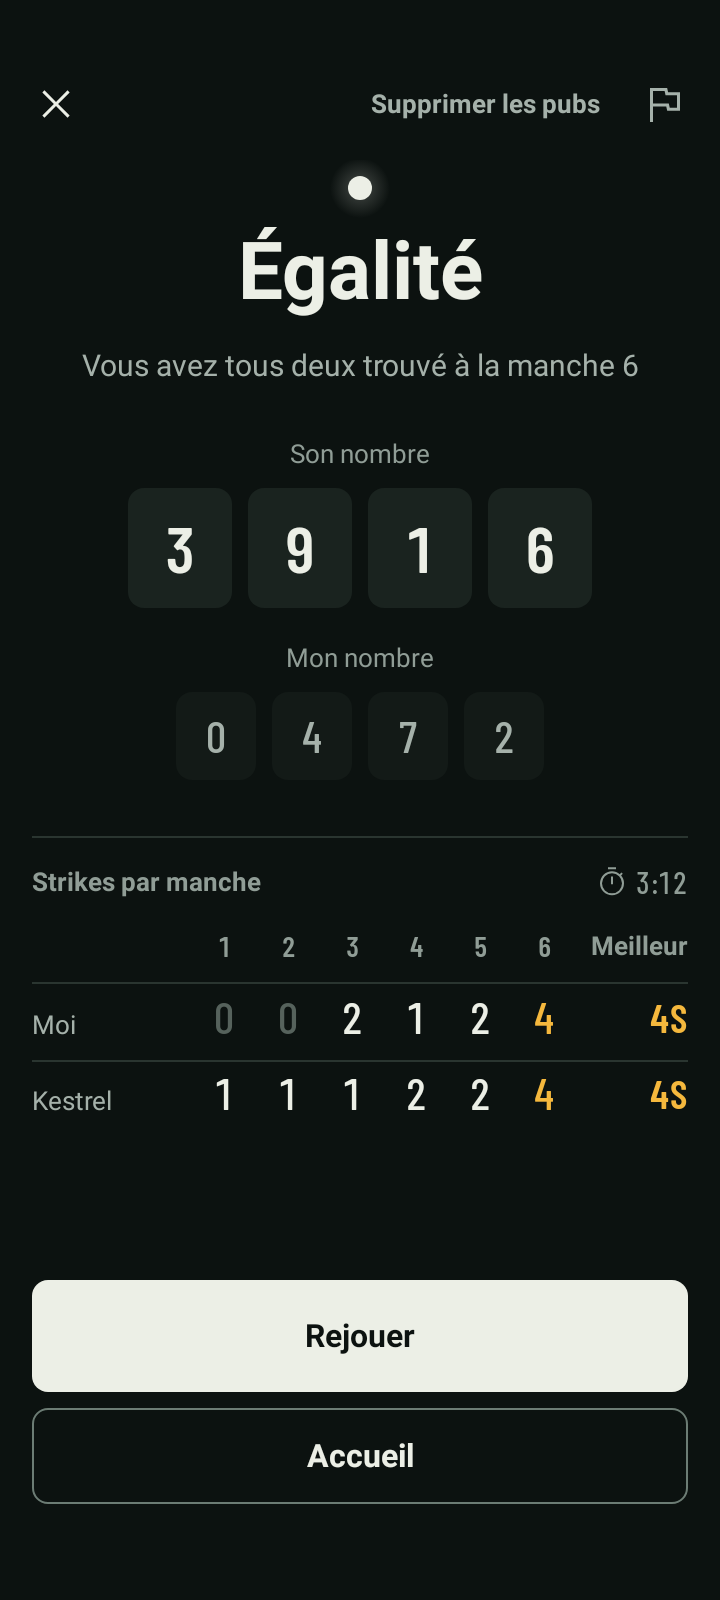 Supprimer les pubs
Égalité
Vous avez tous deux trouvé à la manche 6
Son nombre
3 9 1 6
Mon nombre
0 4 7 2
Strikes par manche 3:12
1 2 3 4 5 6 Meilleur
Moi 0 0 2 1 2 4 4S
Kestrel 1 1 1 2 2 4 4S
Rejouer
Accueil